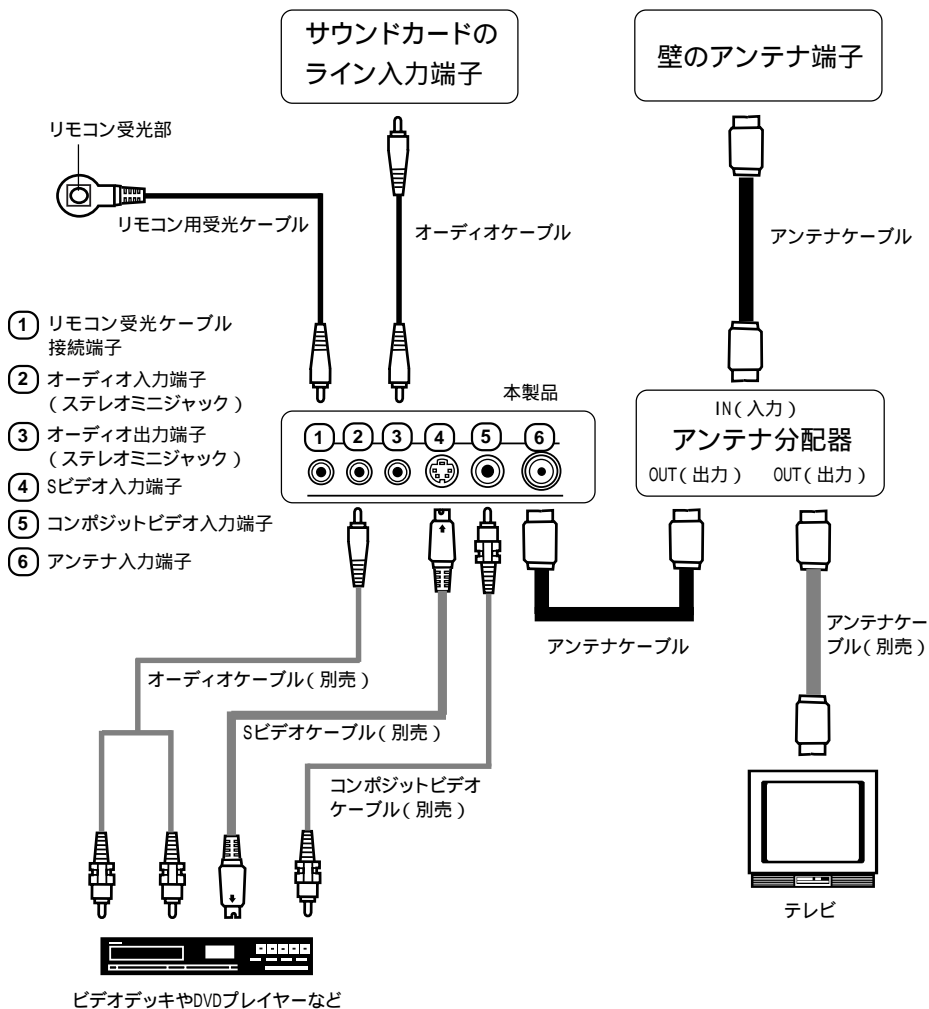 サウンドカードの
ライン入力端子
壁のアンテナ端子
リモコン受光部
リモコン用受光ケーブル
オーディオケーブル
アンテナケーブル
1 リモコン受光ケーブル
接続端子
2 オーディオ入力端子
(ステレオミニジャック)
3 オーディオ出力端子
(ステレオミニジャック)
4 Sビデオ入力端子
5 コンポジットビデオ入力端子
6 アンテナ入力端子
本製品
1 2 3 4 5 6
IN(入力)
アンテナ分配器
OUT(出力) OUT(出力)
アンテナケーブル
アンテナケー
ブル(別売)
オーディオケーブル(別売)
Sビデオケーブル(別売)
コンポジットビデオ
ケーブル(別売)
テレビ
ビデオデッキやDVDプレイヤーなど